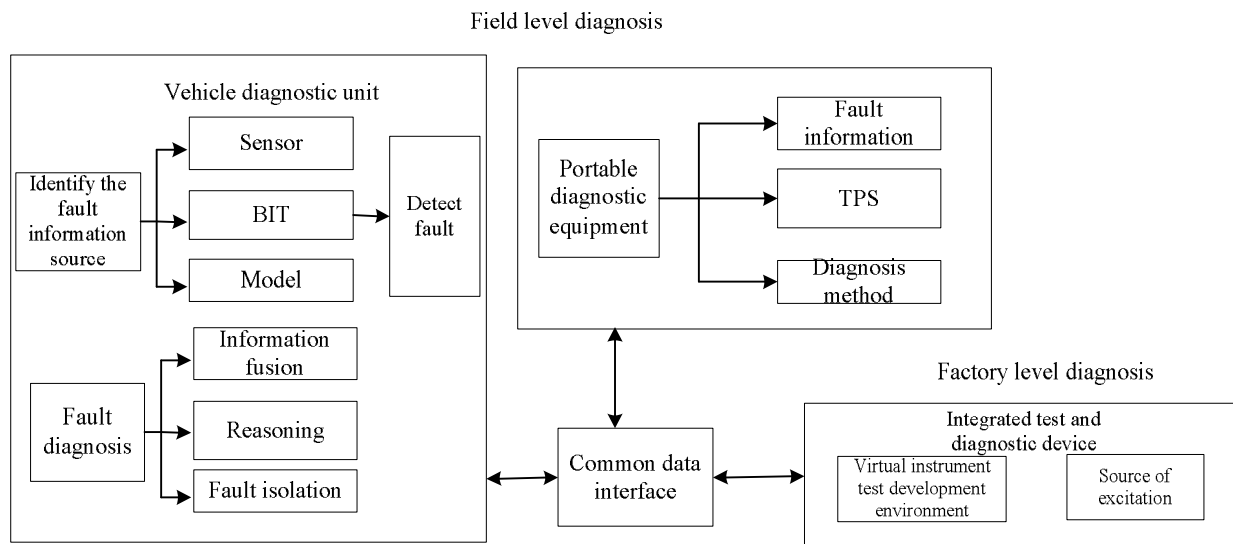 Field level diagnosis
Vehicle diagnostic unit
Identify the
fault
information
source
Sensor
BIT
Model
Detect
fault
Fault
diagnosis
Information
fusion
Reasoning
Fault isolation
Portable
diagnostic
equipment
Fault
information
TPS
Diagnosis
method
Common data
interface
Factory level diagnosis
Integrated test and
diagnostic device
Virtual instrument
test development
environment
Source of
excitation